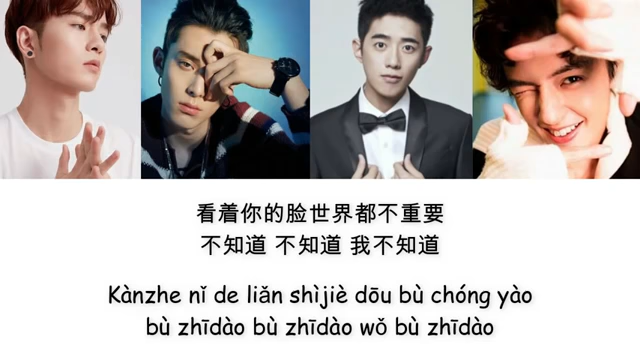 看着你的脸世界都不重要
不知道 不知道 我不知道
Kànzhe nǐ de liǎn shìjiè dōu bù chóng yào
bù zhīdào bù zhīdào wǒ bù zhīdào